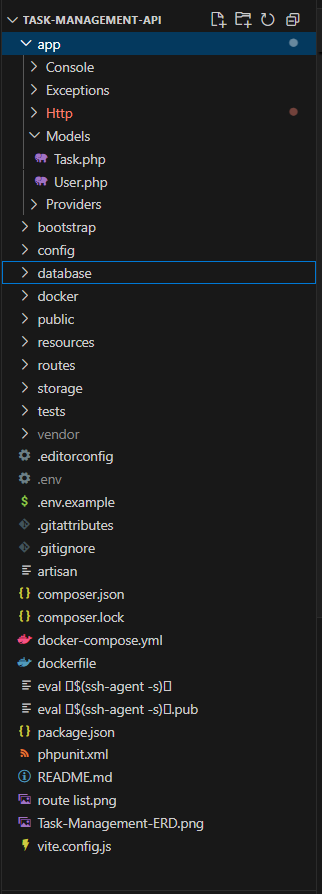 TASK-MANAGEMENT-API
app
Console
Exceptions
Http
Models
Task.php
User.php
Providers
bootstrap
config
database
docker
public
resources
routes
storage
tests
vendor
.editorconfig
.env
$ .env.example
.gitattributes
.gitignore
artisan
{} composer.json
{} composer.lock
docker-compose.yml
dockerfile
eval ▯$(ssh-agent -s)▯
eval ▯$(ssh-agent -s)▯.pub
{} package.json
phpunit.xml
README.md
route list.png
Task-Management-ERD.png
vite.config.js